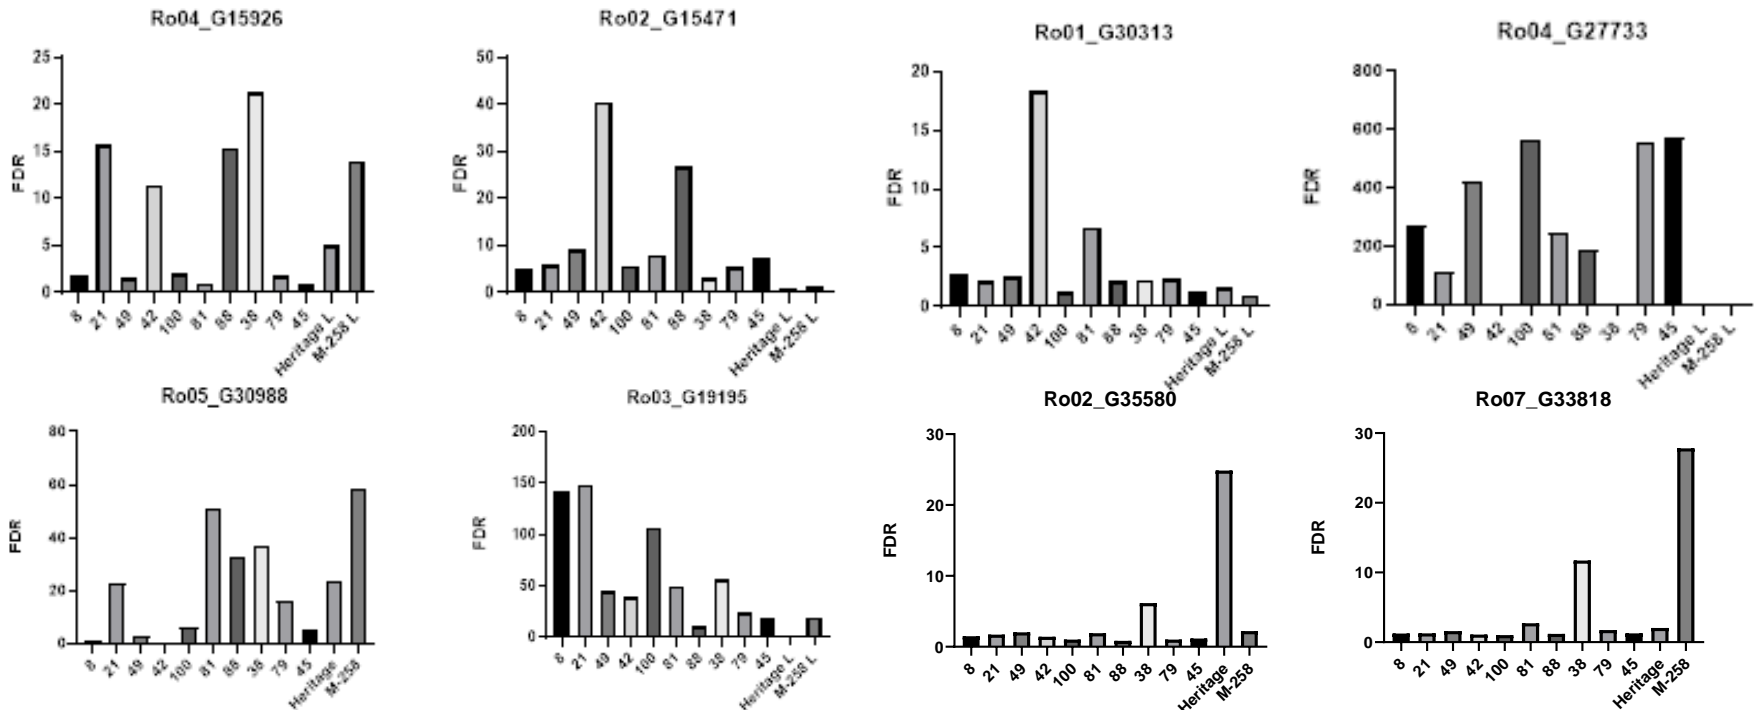 Ro04_G15926
FDR
25
20
15
10
5
0
8 21 49 42 100 81 88 38 79 45 Heritage L M-258 L
Ro02_G15471
FDR
50
40
30
20
10
0
8 21 49 42 100 81 88 38 79 45 Heritage L M-258 L
Ro01_G30313
FDR
20
15
10
5
0
8 21 49 42 100 81 88 38 79 45 Heritage L M-258 L
Ro04_G27733
FDR
800
600
400
200
0
8 21 49 42 100 81 88 38 79 45 Heritage L M-258 L
Ro05_G30988
FDR
80
60
40
20
0
8 21 49 42 100 81 88 38 79 45 Heritage M-258
Ro03_G19195
FDR
200
150
100
50
0
8 21 49 42 100 81 88 38 79 45 Heritage L M-258 L
Ro02_G35580
FDR
30
20
10
0
8 21 49 42 100 81 88 38 79 45 Heritage M-258
Ro07_G33818
FDR
30
20
10
0
8 21 49 42 100 81 88 38 79 45 Heritage M-258